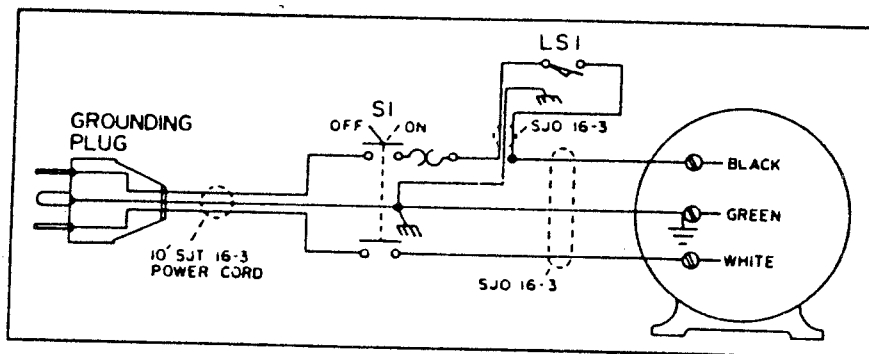 LS1
GROUNDING
PLUG
S1
OFF
ON
SJO 16-3
BLACK
GREEN
WHITE
10' SJT 16-3
POWER CORD
SJO 16-3